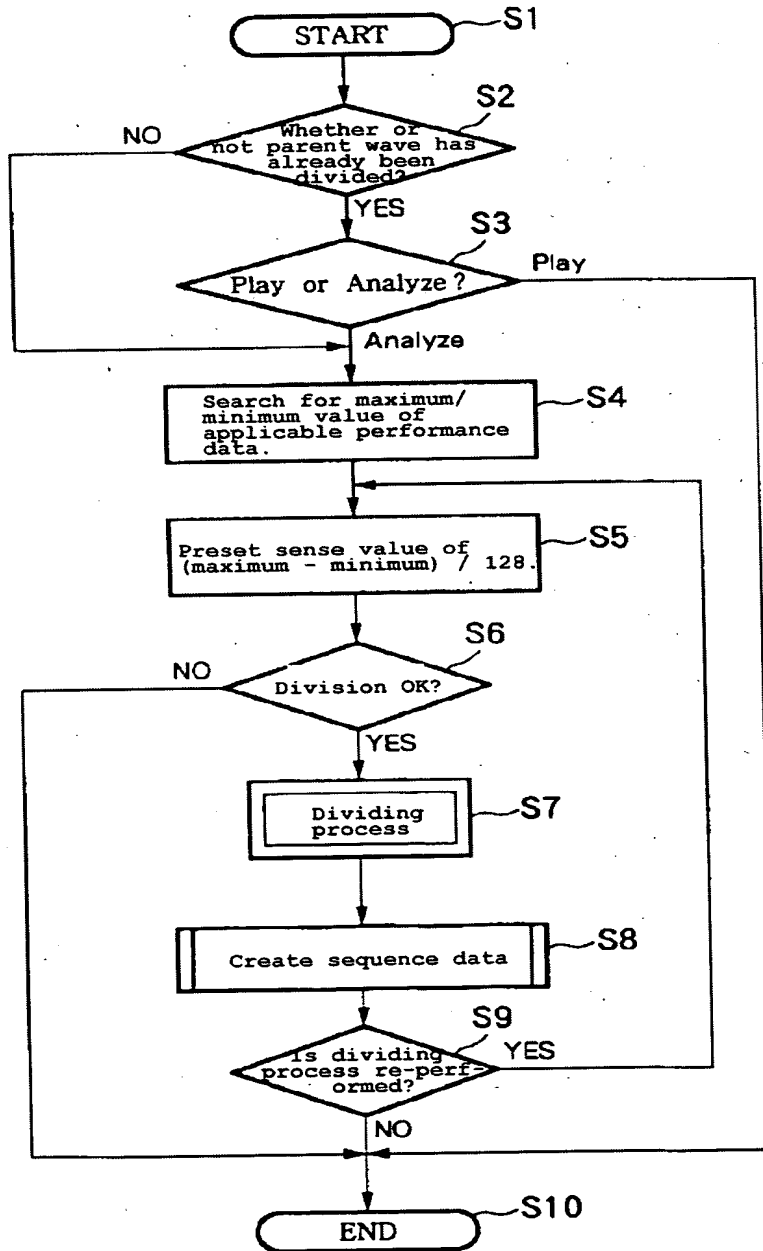 START
S1
S2
NO
Whether or
not parent wave has
already been
divided?
YES
S3
Play or Analyze?
Play
Analyze
S4
Search for maximum/
minimum value of
applicable performance
data.
S5
Preset sense value of
(maximum - minimum) / 128.
S6
NO
Division OK?
YES
S7
Dividing
process
S8
Create sequence data
S9
Is dividing
process re-perf-
ormed?
YES
NO
S10
END